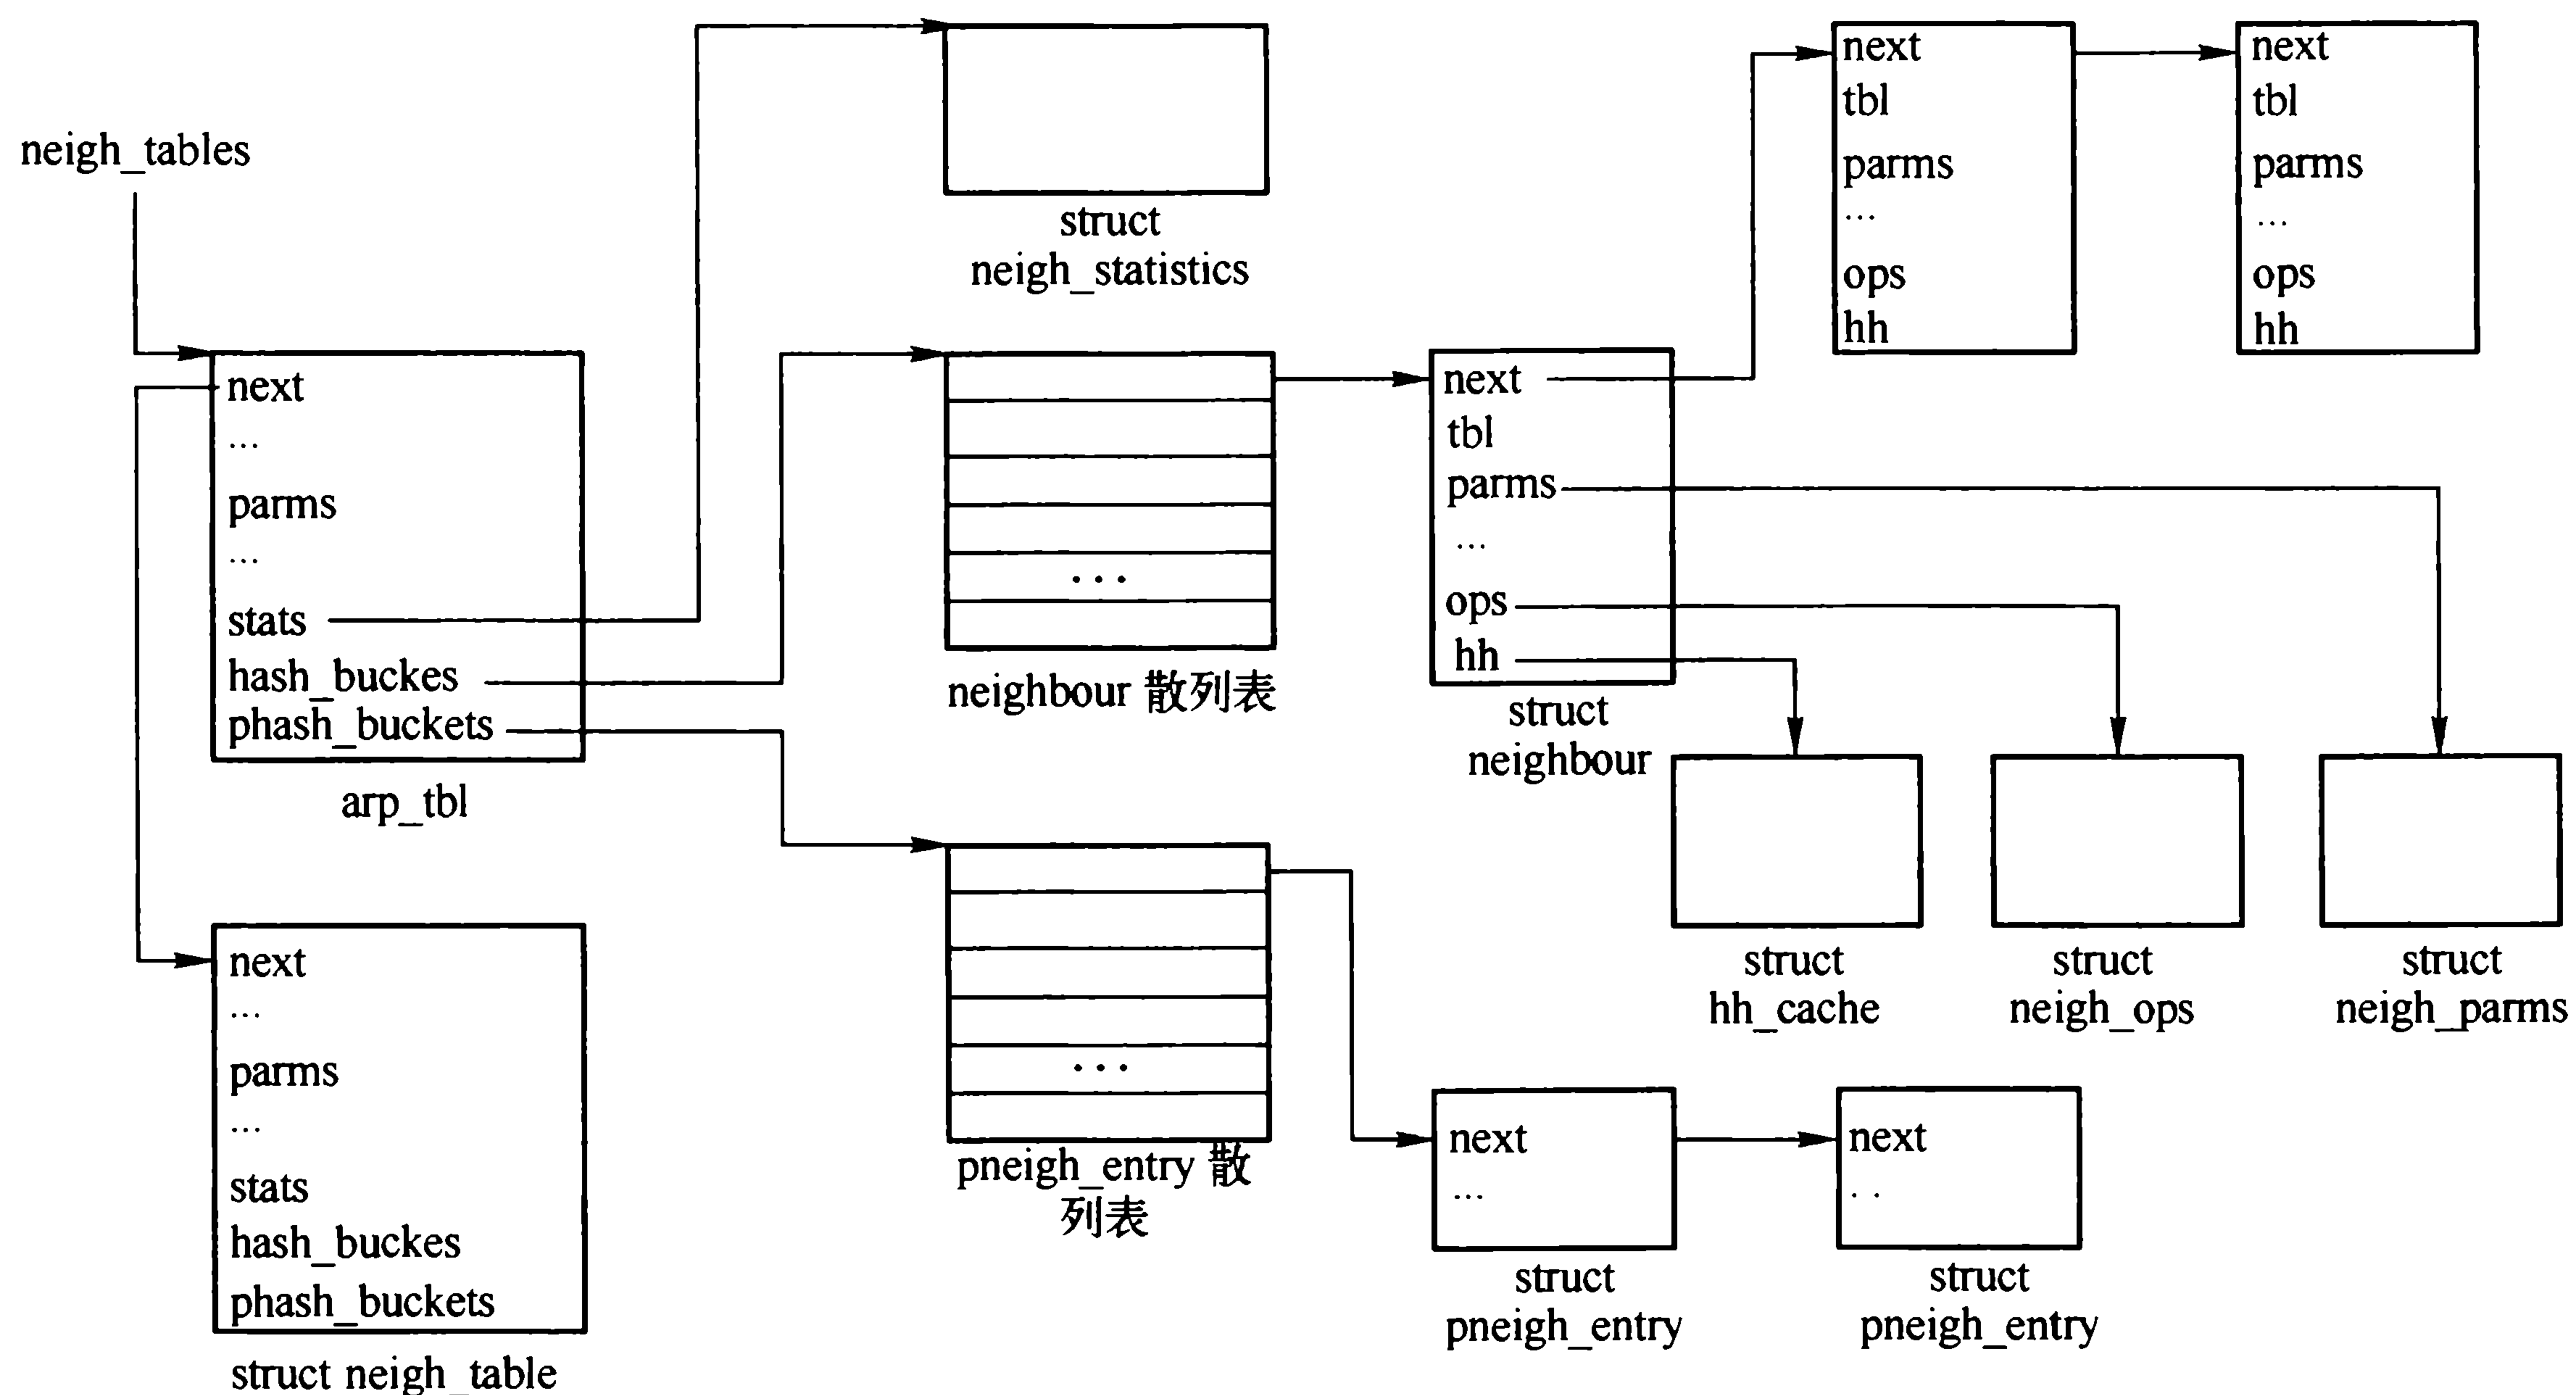 neigh_tables
next
...
parms
...
stats
hash_buckes
phash_buckets
arp_tbl
next
...
parms
...
stats
hash_buckes
phash_buckets
struct neigh_table
struct
neigh_statistics
...
neighbour 散列表
...
pneigh_entry 散
列表
next
tbl
parms
...
ops
hh
struct
neighbour
next
tbl
parms
...
ops
hh
next
tbl
parms
...
ops
hh
struct
hh_cache
struct
neigh_ops
struct
neigh_parms
next
...
struct
pneigh_entry
next
. .
struct
pneigh_entry